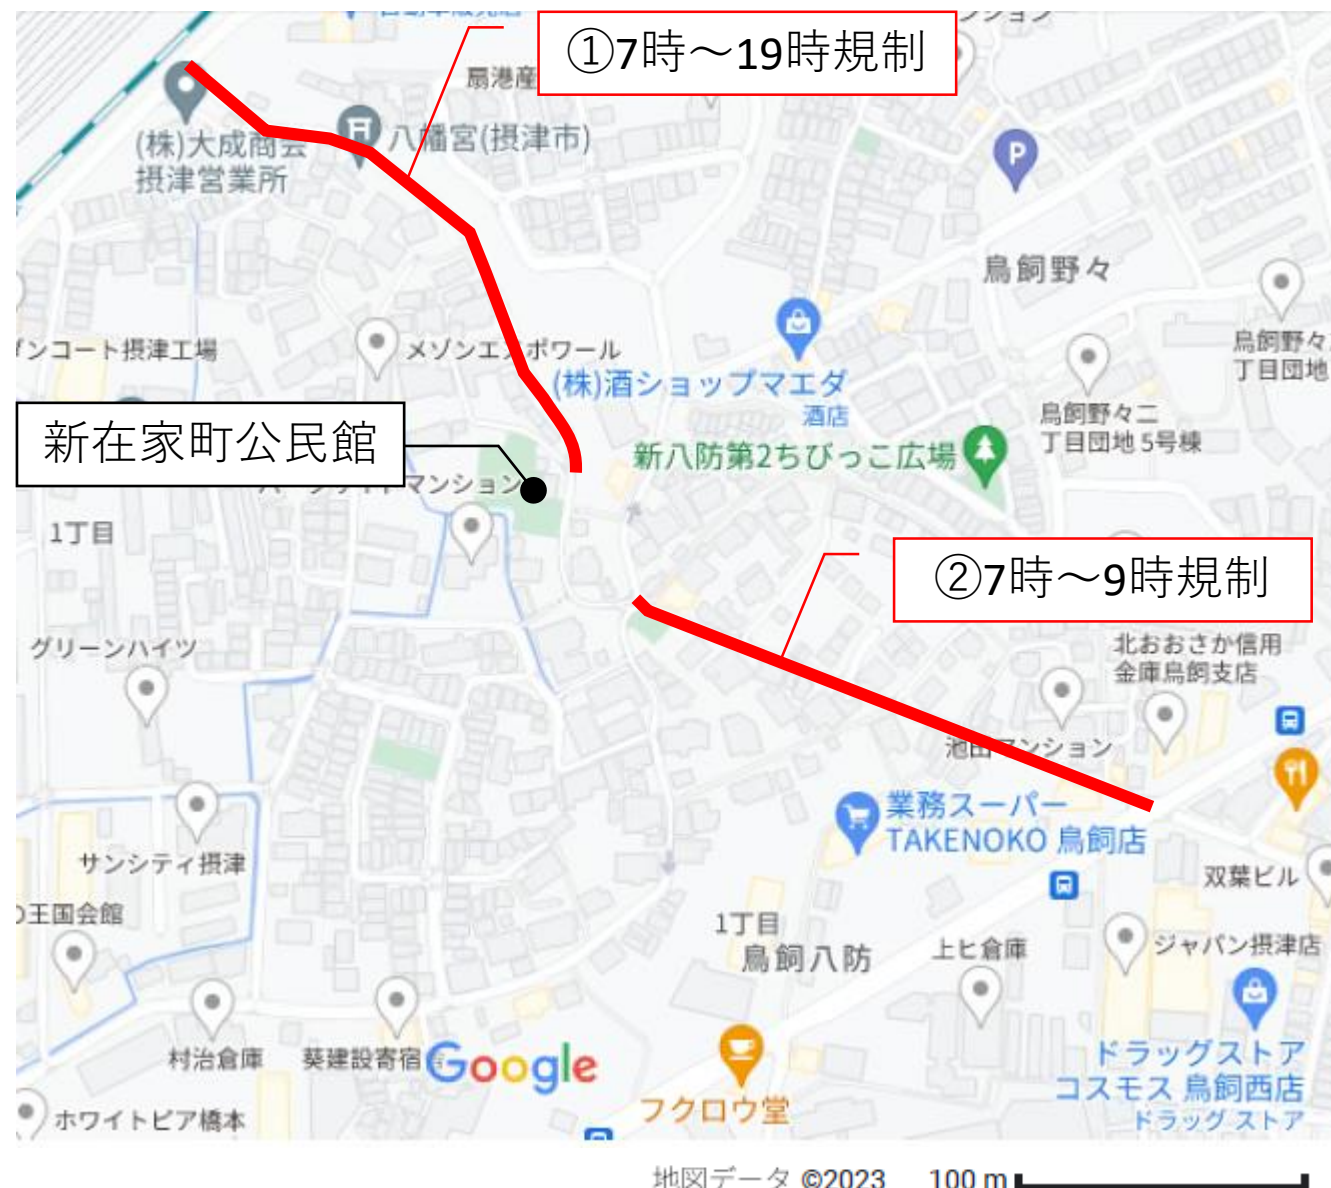 ①7時～19時規制
扇港産
(株)大成商会
摂津営業所
八幡宮(摂津市)
P
鳥飼野々
ンコート摂津工場
メゾンエスポワール
(株)酒ショップマエダ
酒店
鳥飼野々二
丁目団地 5号棟
鳥飼野々
丁目団地
新在家町公民館
新八防第2ちびっこ広場
マンション
1丁目
②7時～9時規制
グリーンハイツ
北おおさか信用
金庫鳥飼支店
池田マンション
業務スーパー
TAKENOKO 鳥飼店
サンシティ摂津
双葉ビル
の王国会館
1丁目
鳥飼八防
上ヒ倉庫
ジャパン摂津店
村治倉庫
葵建設寄宿
Google
ドラッグストア
コスモス 鳥飼西店
ドラッグストア
フクロウ堂
ホワイトピア橋本
地図データ ©2023 100 m